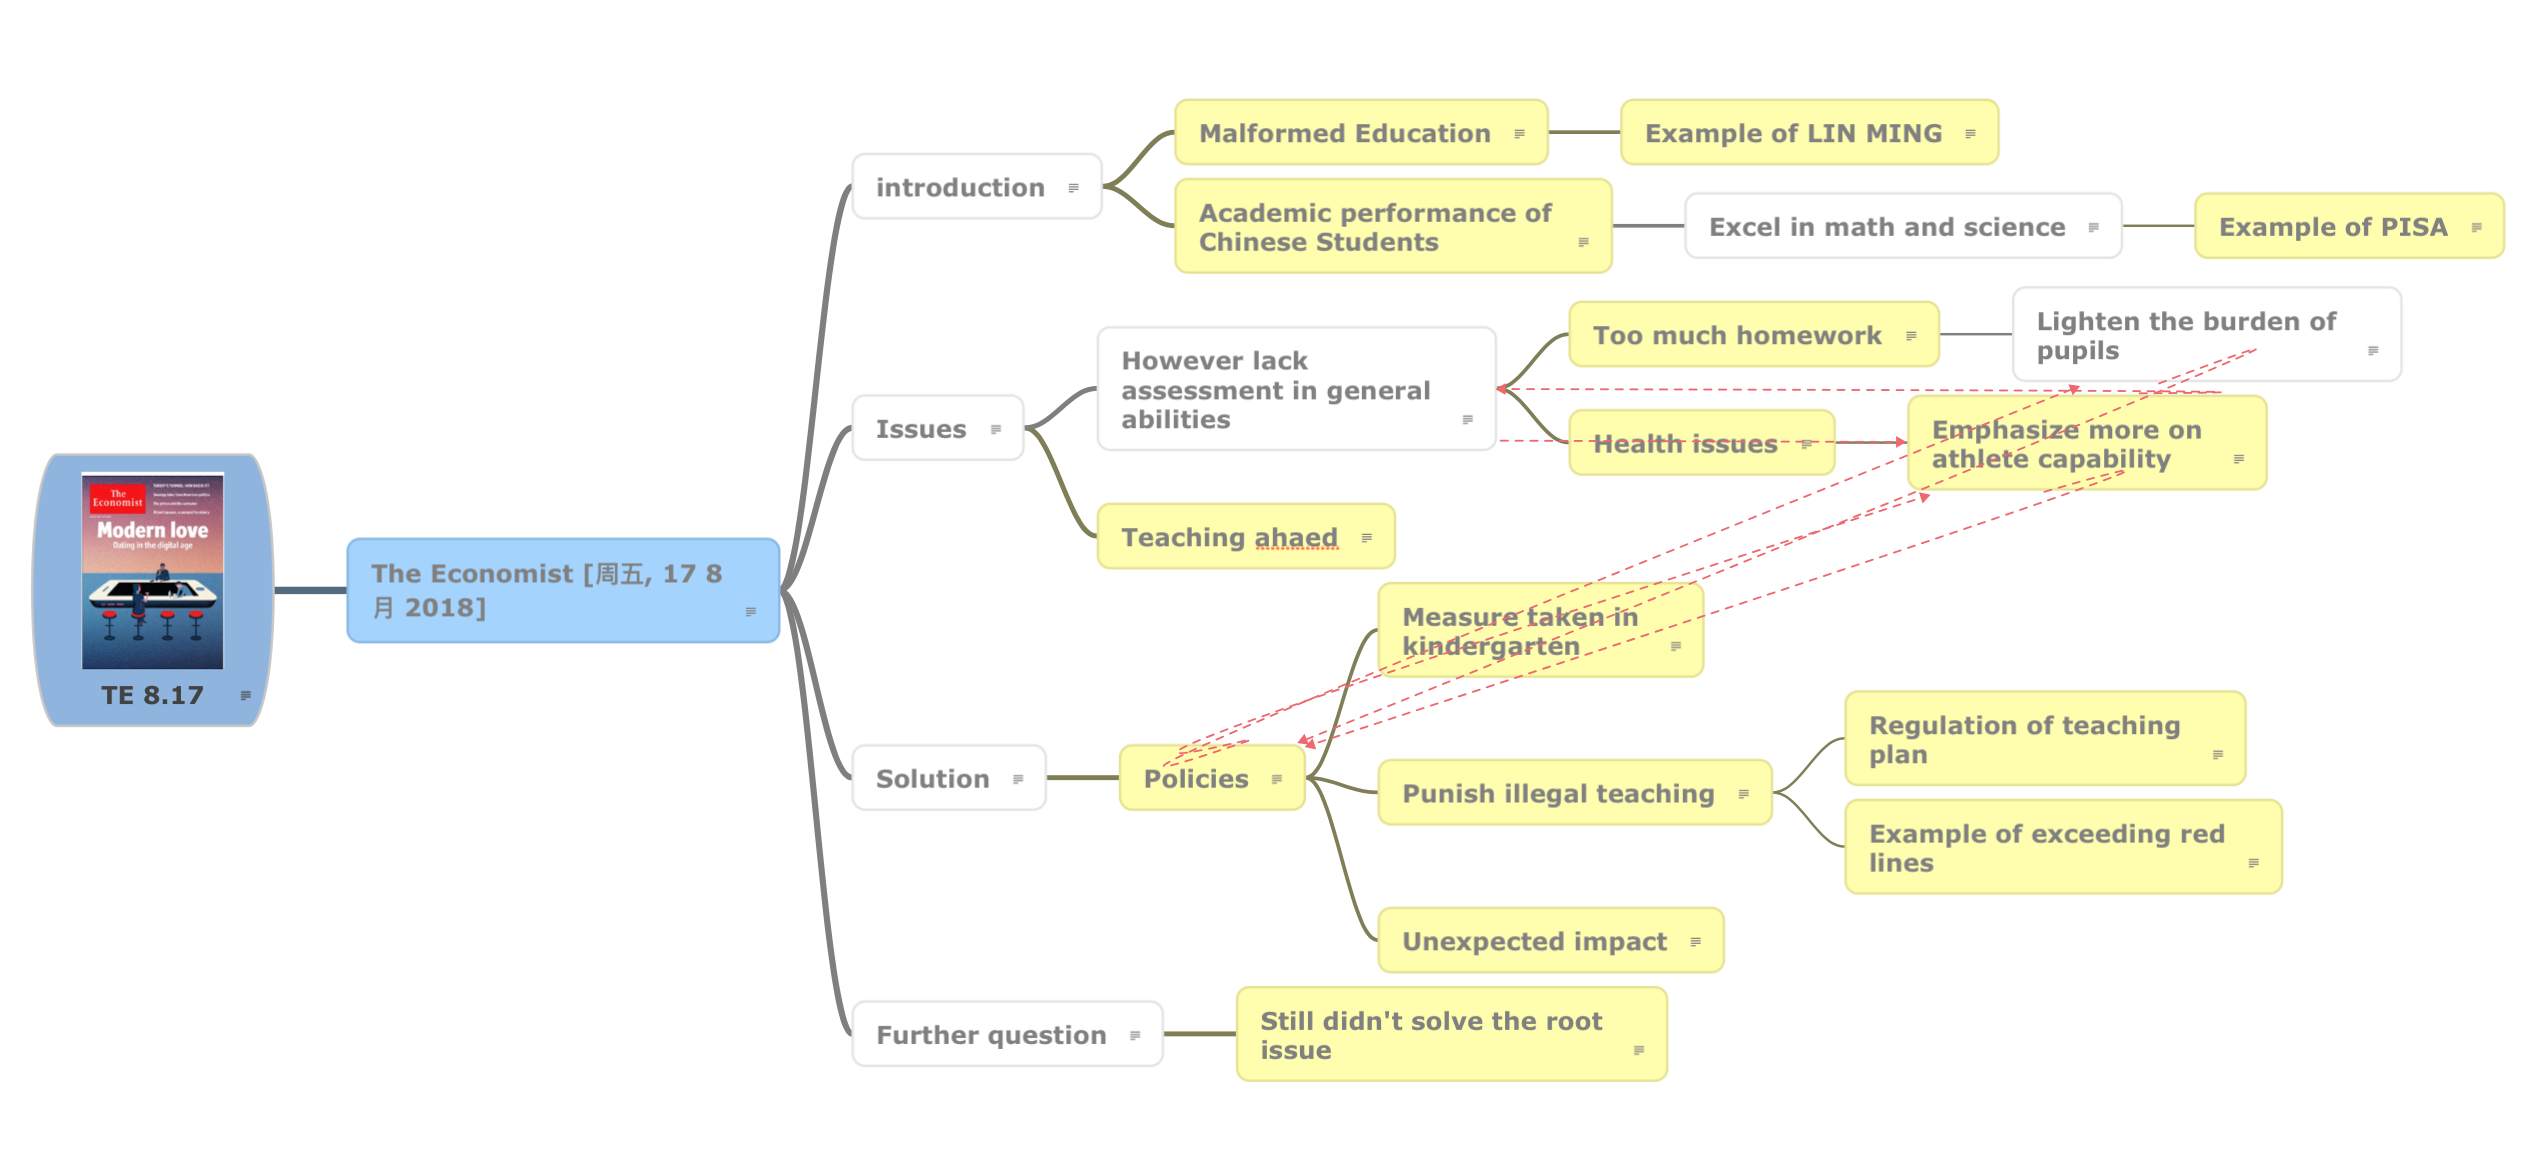 The
Economist
Modern love
Dating in the digital age
TE 8.17
The Economist [周五, 17 8
月 2018]
introduction
Malformed Education
Example of LIN MING
Academic performance of
Chinese Students
Excel in math and science
Example of PISA
Issues
However lack
assessment in general
abilities
Too much homework
Lighten the burden of
pupils
Health issues
Emphasize more on
athlete capability
Teaching ahaed
Solution
Policies
Measure taken in
kindergarten
Punish illegal teaching
Regulation of teaching
plan
Example of exceeding red
lines
Unexpected impact
Further question
Still didn't solve the root
issue